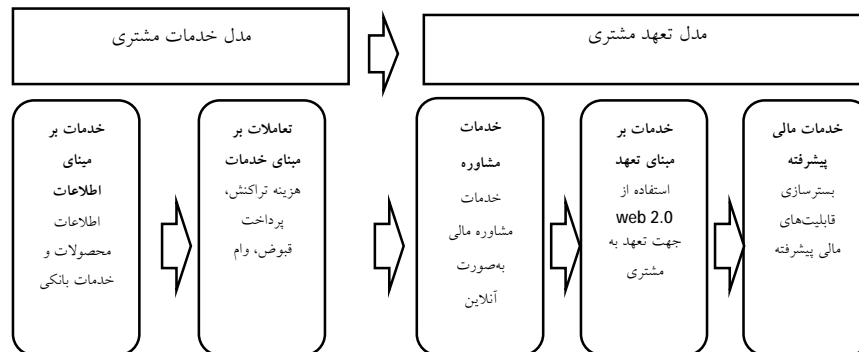 مدل خدمات مشتری
مدل تعهد مشتری
خدمات بر
مبنای
اطلاعات
اطلاعات
محصولات و
خدمات بانکی
تعاملات بر
مبنای خدمات
هزینه تراکنش،
پرداخت
قبوض، وام
خدمات
مشاوره
خدمات
مشاوره مالی
به‌صورت
آنلاین
خدمات بر
مبنای تعهد
استفاده از
web 2.0
جهت تعهد به
مشتری
خدمات مالی
پیشرفته
بسترسازی
قابلیت‌های
مالی پیشرفته